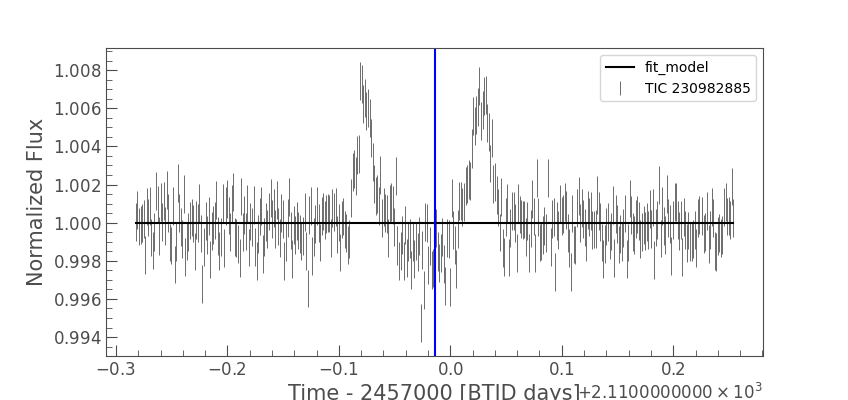 1.008
1.006
1.004
1.002
1.000
0.998
0.996
0.994
Normalized Flux
fit_model
TIC 230982885
−0.3 −0.2 −0.1 0.0 0.1 0.2
Time - 2457000 [BTJD days]
+2.1100000000 × 10³